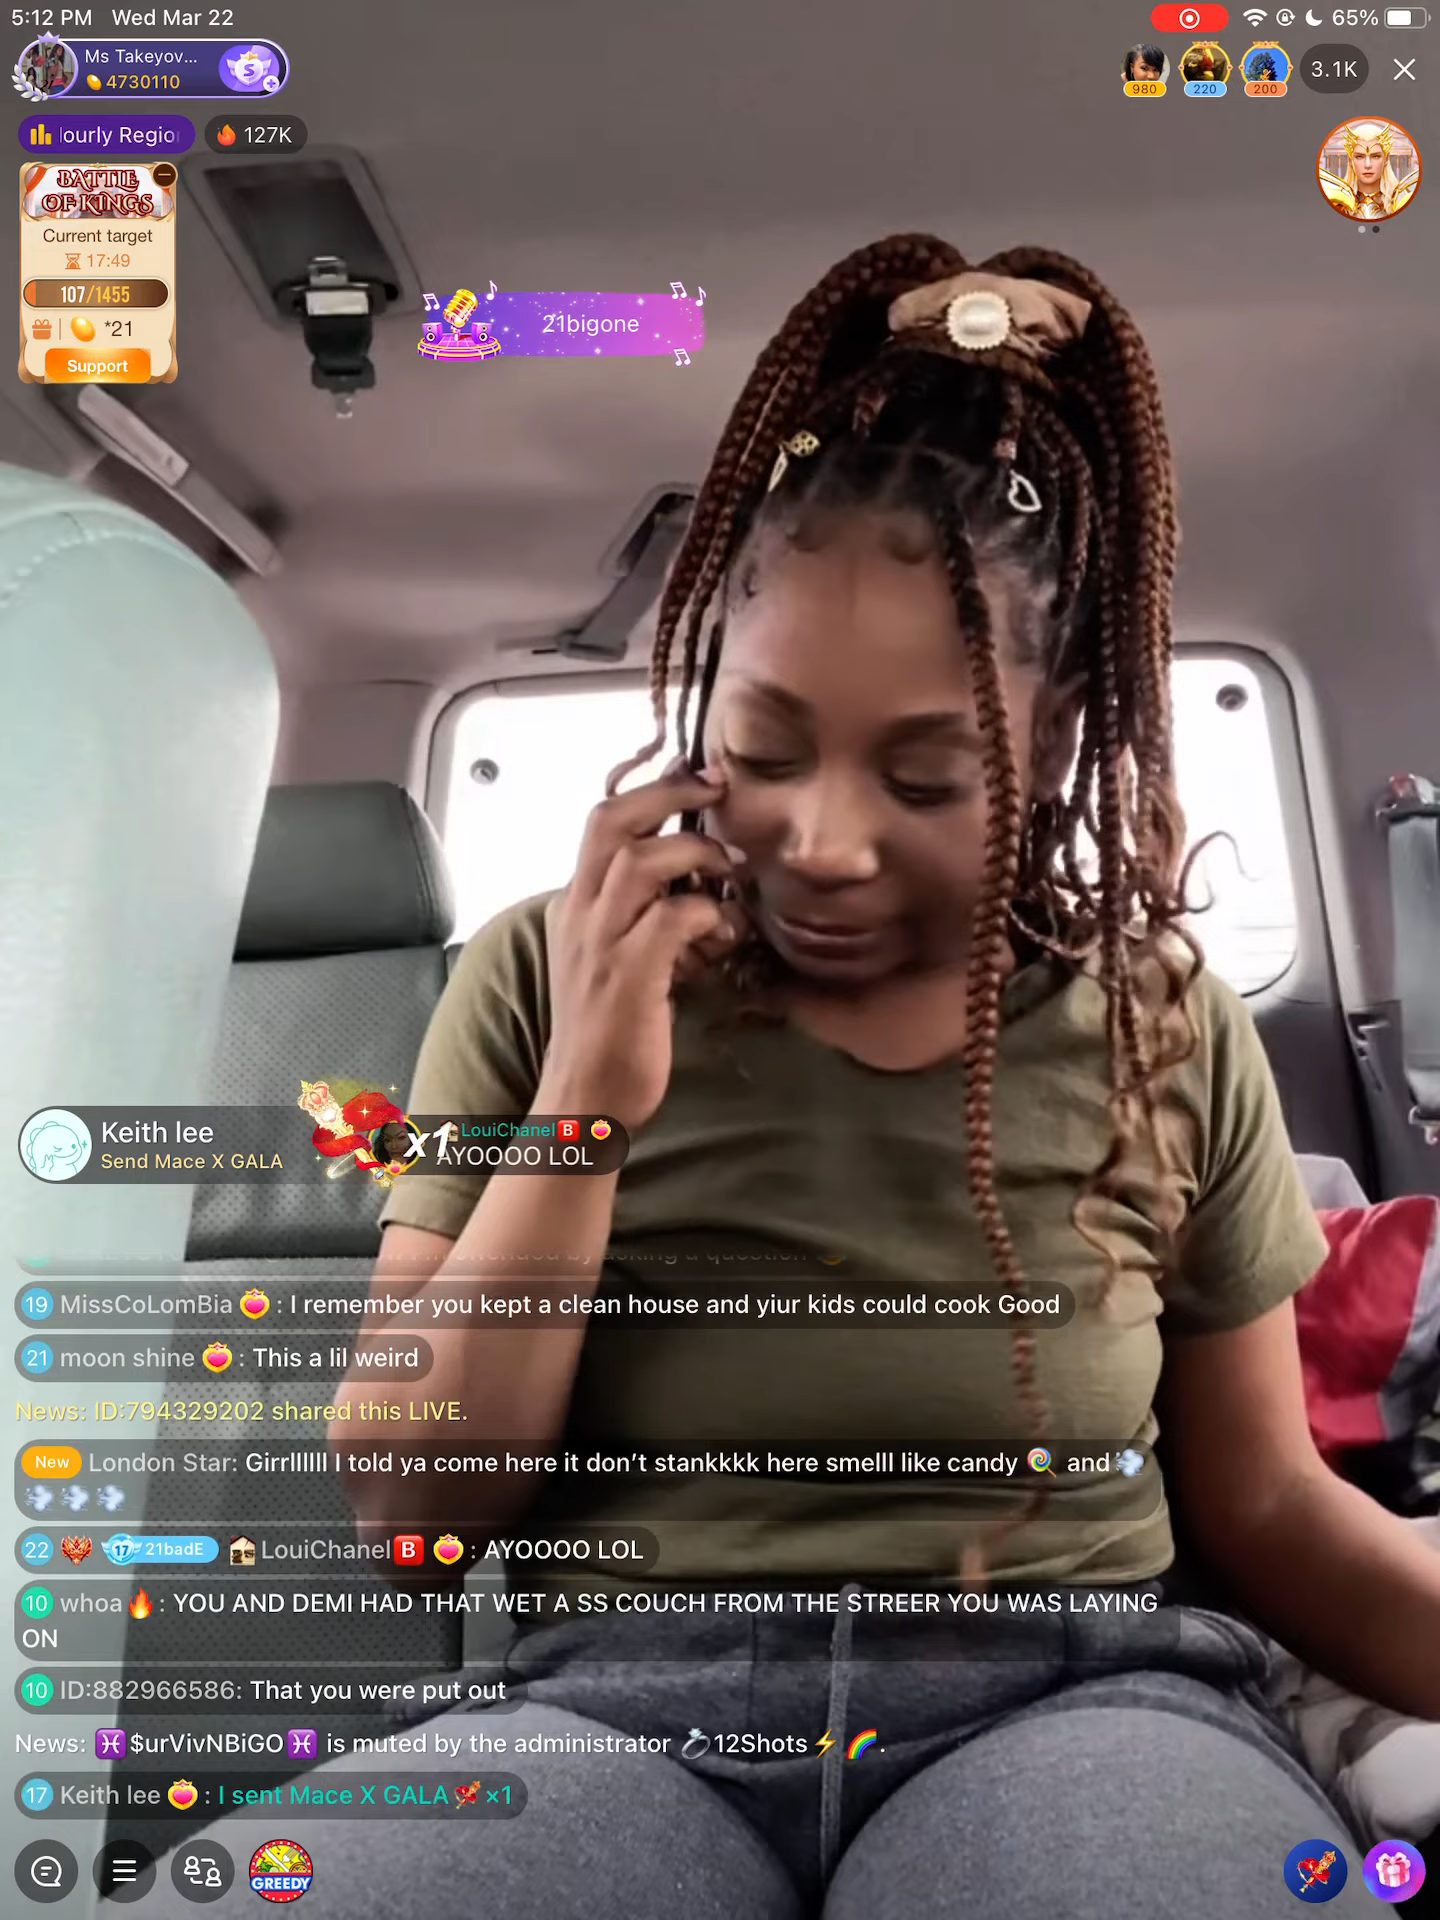 5:12 PM Wed Mar 22
65%
Ms Takeyov...
4730110
S
980
220
200
3.1K
lourly Regio
127K
BATTLE
OF KINGS
Current target
17:49
107/1455
*21
Support
21bigone
Keith lee
Send Mace X GALA
x1
LouiChanel B
AYOOOO LOL
by asking a question
19 MissCoLomBia : I remember you kept a clean house and yiur kids could cook Good
21 moon shine : This a lil weird
News: ID:794329202 shared this LIVE.
New London Star: Girrllllll I told ya come here it don't stankkkk here smelll like candy 🍭 and 💨
💨 💨 💨
22 17 21badE LouiChanel B : AYOOOO LOL
10 whoa🔥: YOU AND DEMI HAD THAT WET A SS COUCH FROM THE STREER YOU WAS LAYING
ON
10 ID:882966586: That you were put out
News: ♓$urVivNBiGO♓ is muted by the administrator 💍12Shots⚡🌈.
17 Keith lee : I sent Mace X GALA ×1
GREEDY